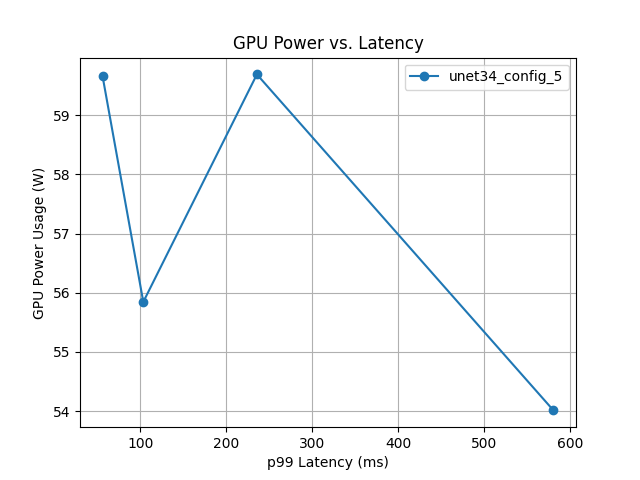 GPU Power vs. Latency
unet34_config_5
GPU Power Usage (W)
59
58
57
56
55
54
100 200 300 400 500 600
p99 Latency (ms)